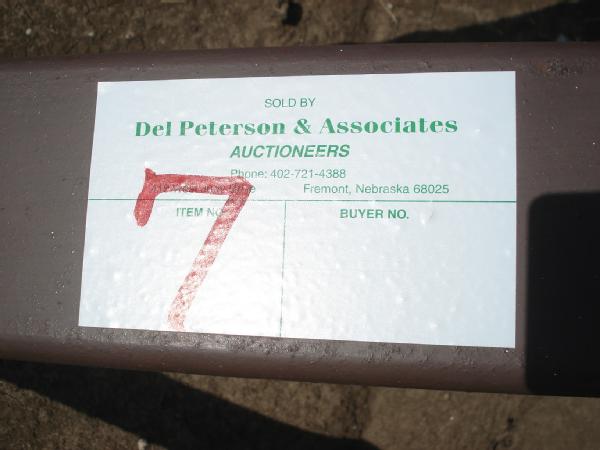 SOLD BY
Del Peterson & Associates
AUCTIONEERS
Phone: 402-721-4388
Fremont, Nebraska 68025
ITEM NO. BUYER NO.
7